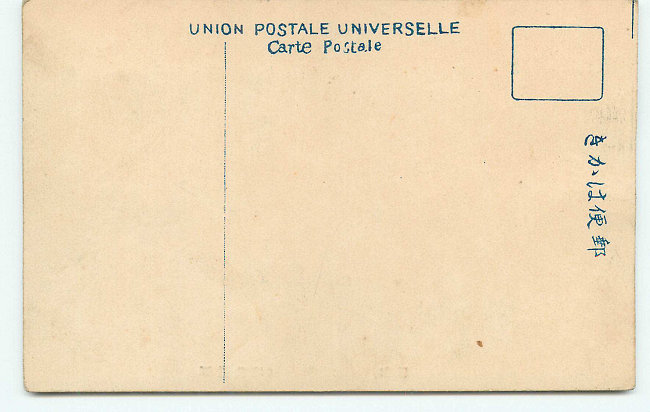 UNION POSTALE UNIVERSELLE
Carte Postale
きかは便郵